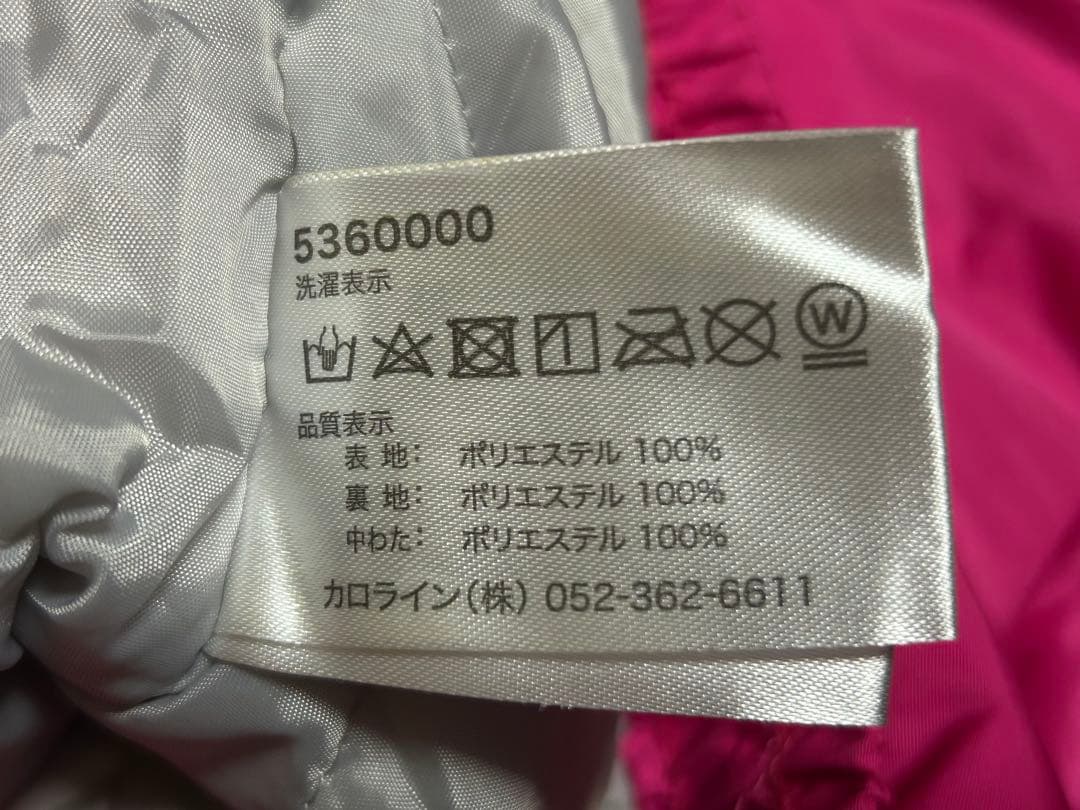 5360000
洗濯表示
W
品質表示
表 地： ポリエステル 100%
裏 地： ポリエステル 100%
中わた： ポリエステル 100%
カロライン(株) 052-362-6611